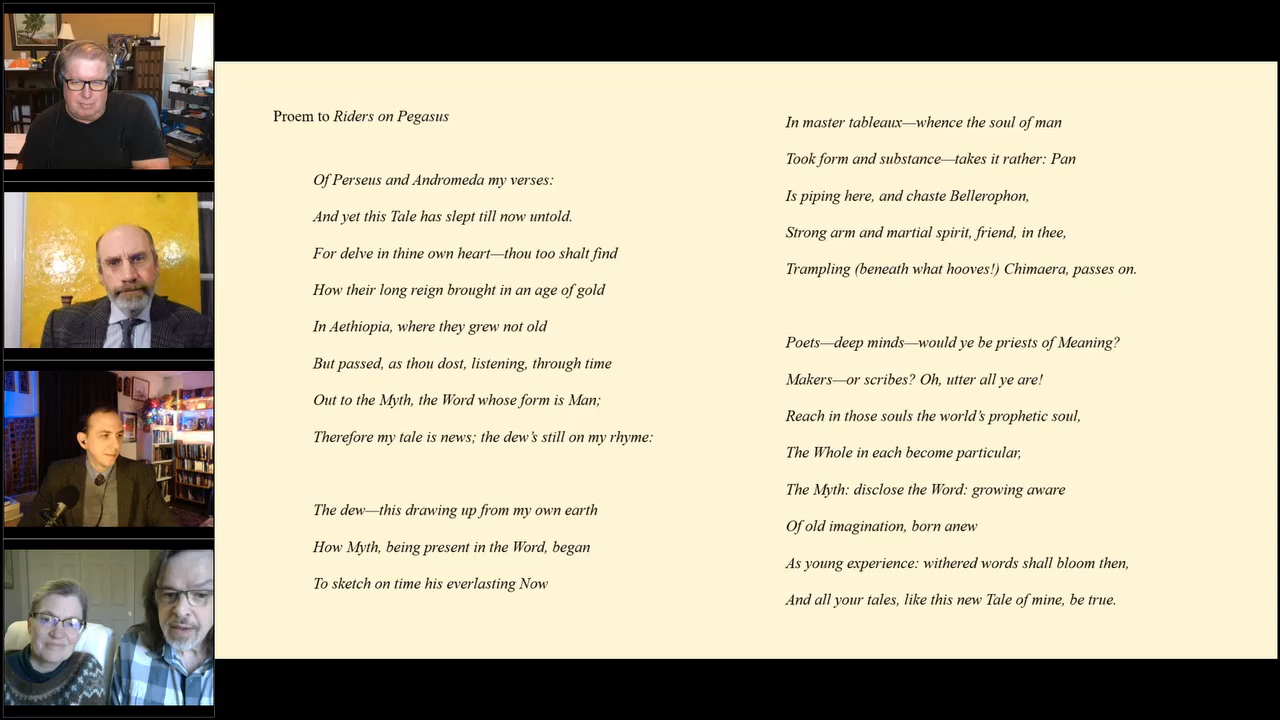 Proem to Riders on Pegasus
Of Perseus and Andromeda my verses:
And yet this Tale has slept till now untold.
For delve in thine own heart—thou too shalt find
How their long reign brought in an age of gold
In Aethiopia, where they grew not old
But passed, as thou dost, listening, through time
Out to the Myth, the Word whose form is Man;
Therefore my tale is news; the dew’s still on my rhyme:
The dew—this drawing up from my own earth
How Myth, being present in the Word, began
To sketch on time his everlasting Now
In master tableaux—whence the soul of man
Took form and substance—takes it rather: Pan
Is piping here, and chaste Bellerophon,
Strong arm and martial spirit, friend, in thee,
Trampling (beneath what hooves!) Chimaera, passes on.
Poets—deep minds—would ye be priests of Meaning?
Makers—or scribes? Oh, utter all ye are!
Reach in those souls the world’s prophetic soul,
The Whole in each become particular,
The Myth: disclose the Word: growing aware
Of old imagination, born anew
As young experience: withered words shall bloom then,
And all your tales, like this new Tale of mine, be true.